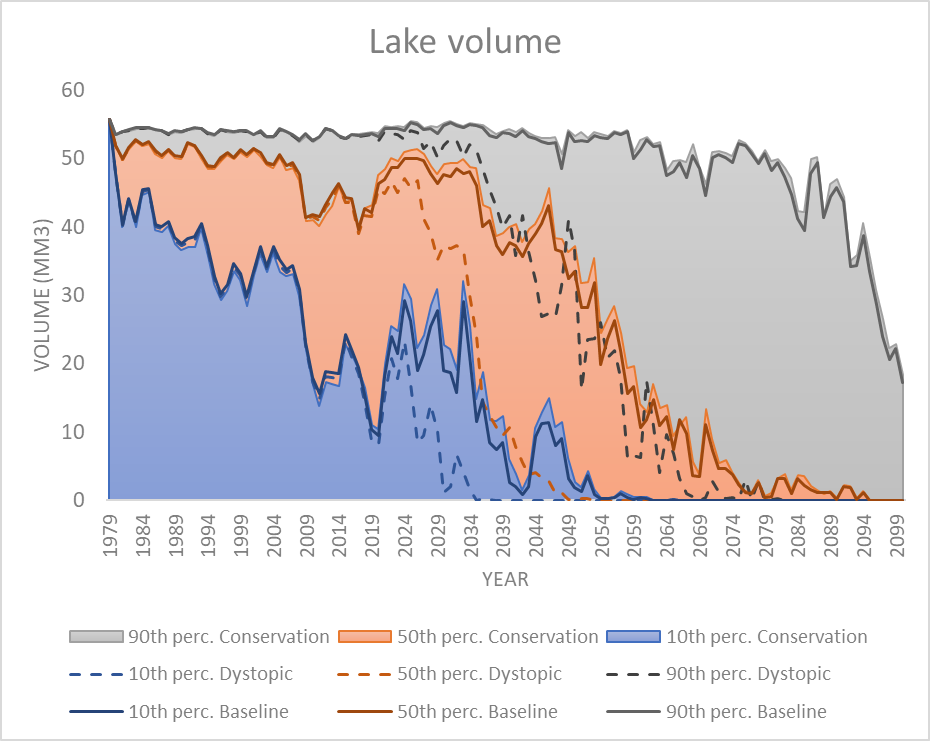 Lake volume
60
50
40
30
20
10
0
VOLUME (MM3)
1979 1984 1989 1994 1999 2004 2009 2014 2019 2024 2029 2034 2039 2044 2049 2054 2059 2064 2069 2074 2079 2084 2089 2094 2099
YEAR
90th perc. Conservation 50th perc. Conservation 10th perc. Conservation
10th perc. Dystopic 50th perc. Dystopic 90th perc. Dystopic
10th perc. Baseline 50th perc. Baseline 90th perc. Baseline